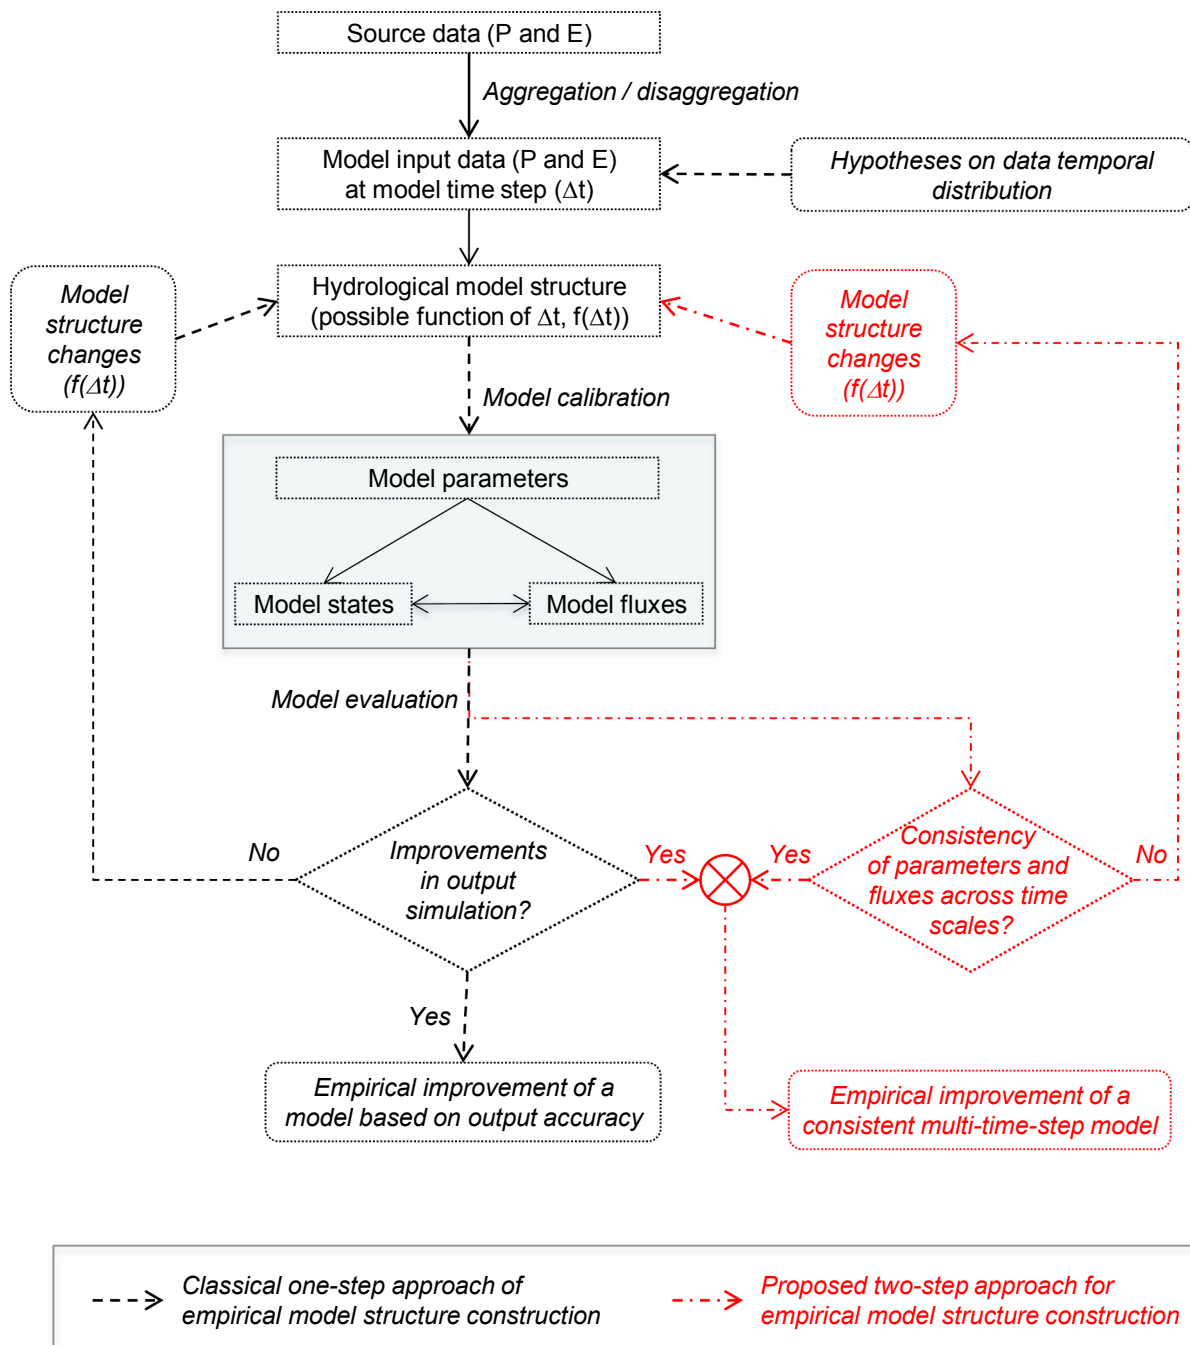 Source data (P and E)
Aggregation / disaggregation
Model input data (P and E)
at model time step (Δt)
Hypotheses on data temporal
distribution
Model
structure
changes
(f(Δt))
Hydrological model structure
(possible function of Δt, f(Δt))
Model
structure
changes
(f(Δt))
Model calibration
Model parameters
Model states
Model fluxes
Model evaluation
No
Improvements
in output
simulation?
Yes
Yes
Consistency
of parameters and
fluxes across time
scales?
No
Yes
Empirical improvement of a
model based on output accuracy
Empirical improvement of a
consistent multi-time-step model
Classical one-step approach of
empirical model structure construction
Proposed two-step approach for
empirical model structure construction